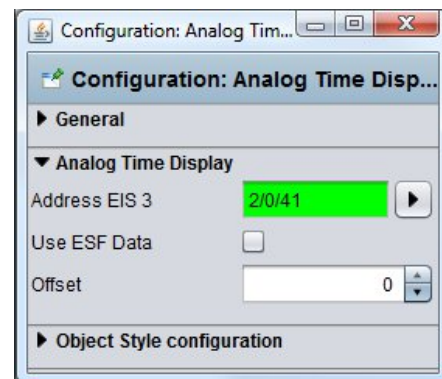 Configuration: Analog Tim...
Configuration: Analog Time Disp...
General
Analog Time Display
Address EIS 3 2/0/41
Use ESF Data
Offset 0
Object Style configuration